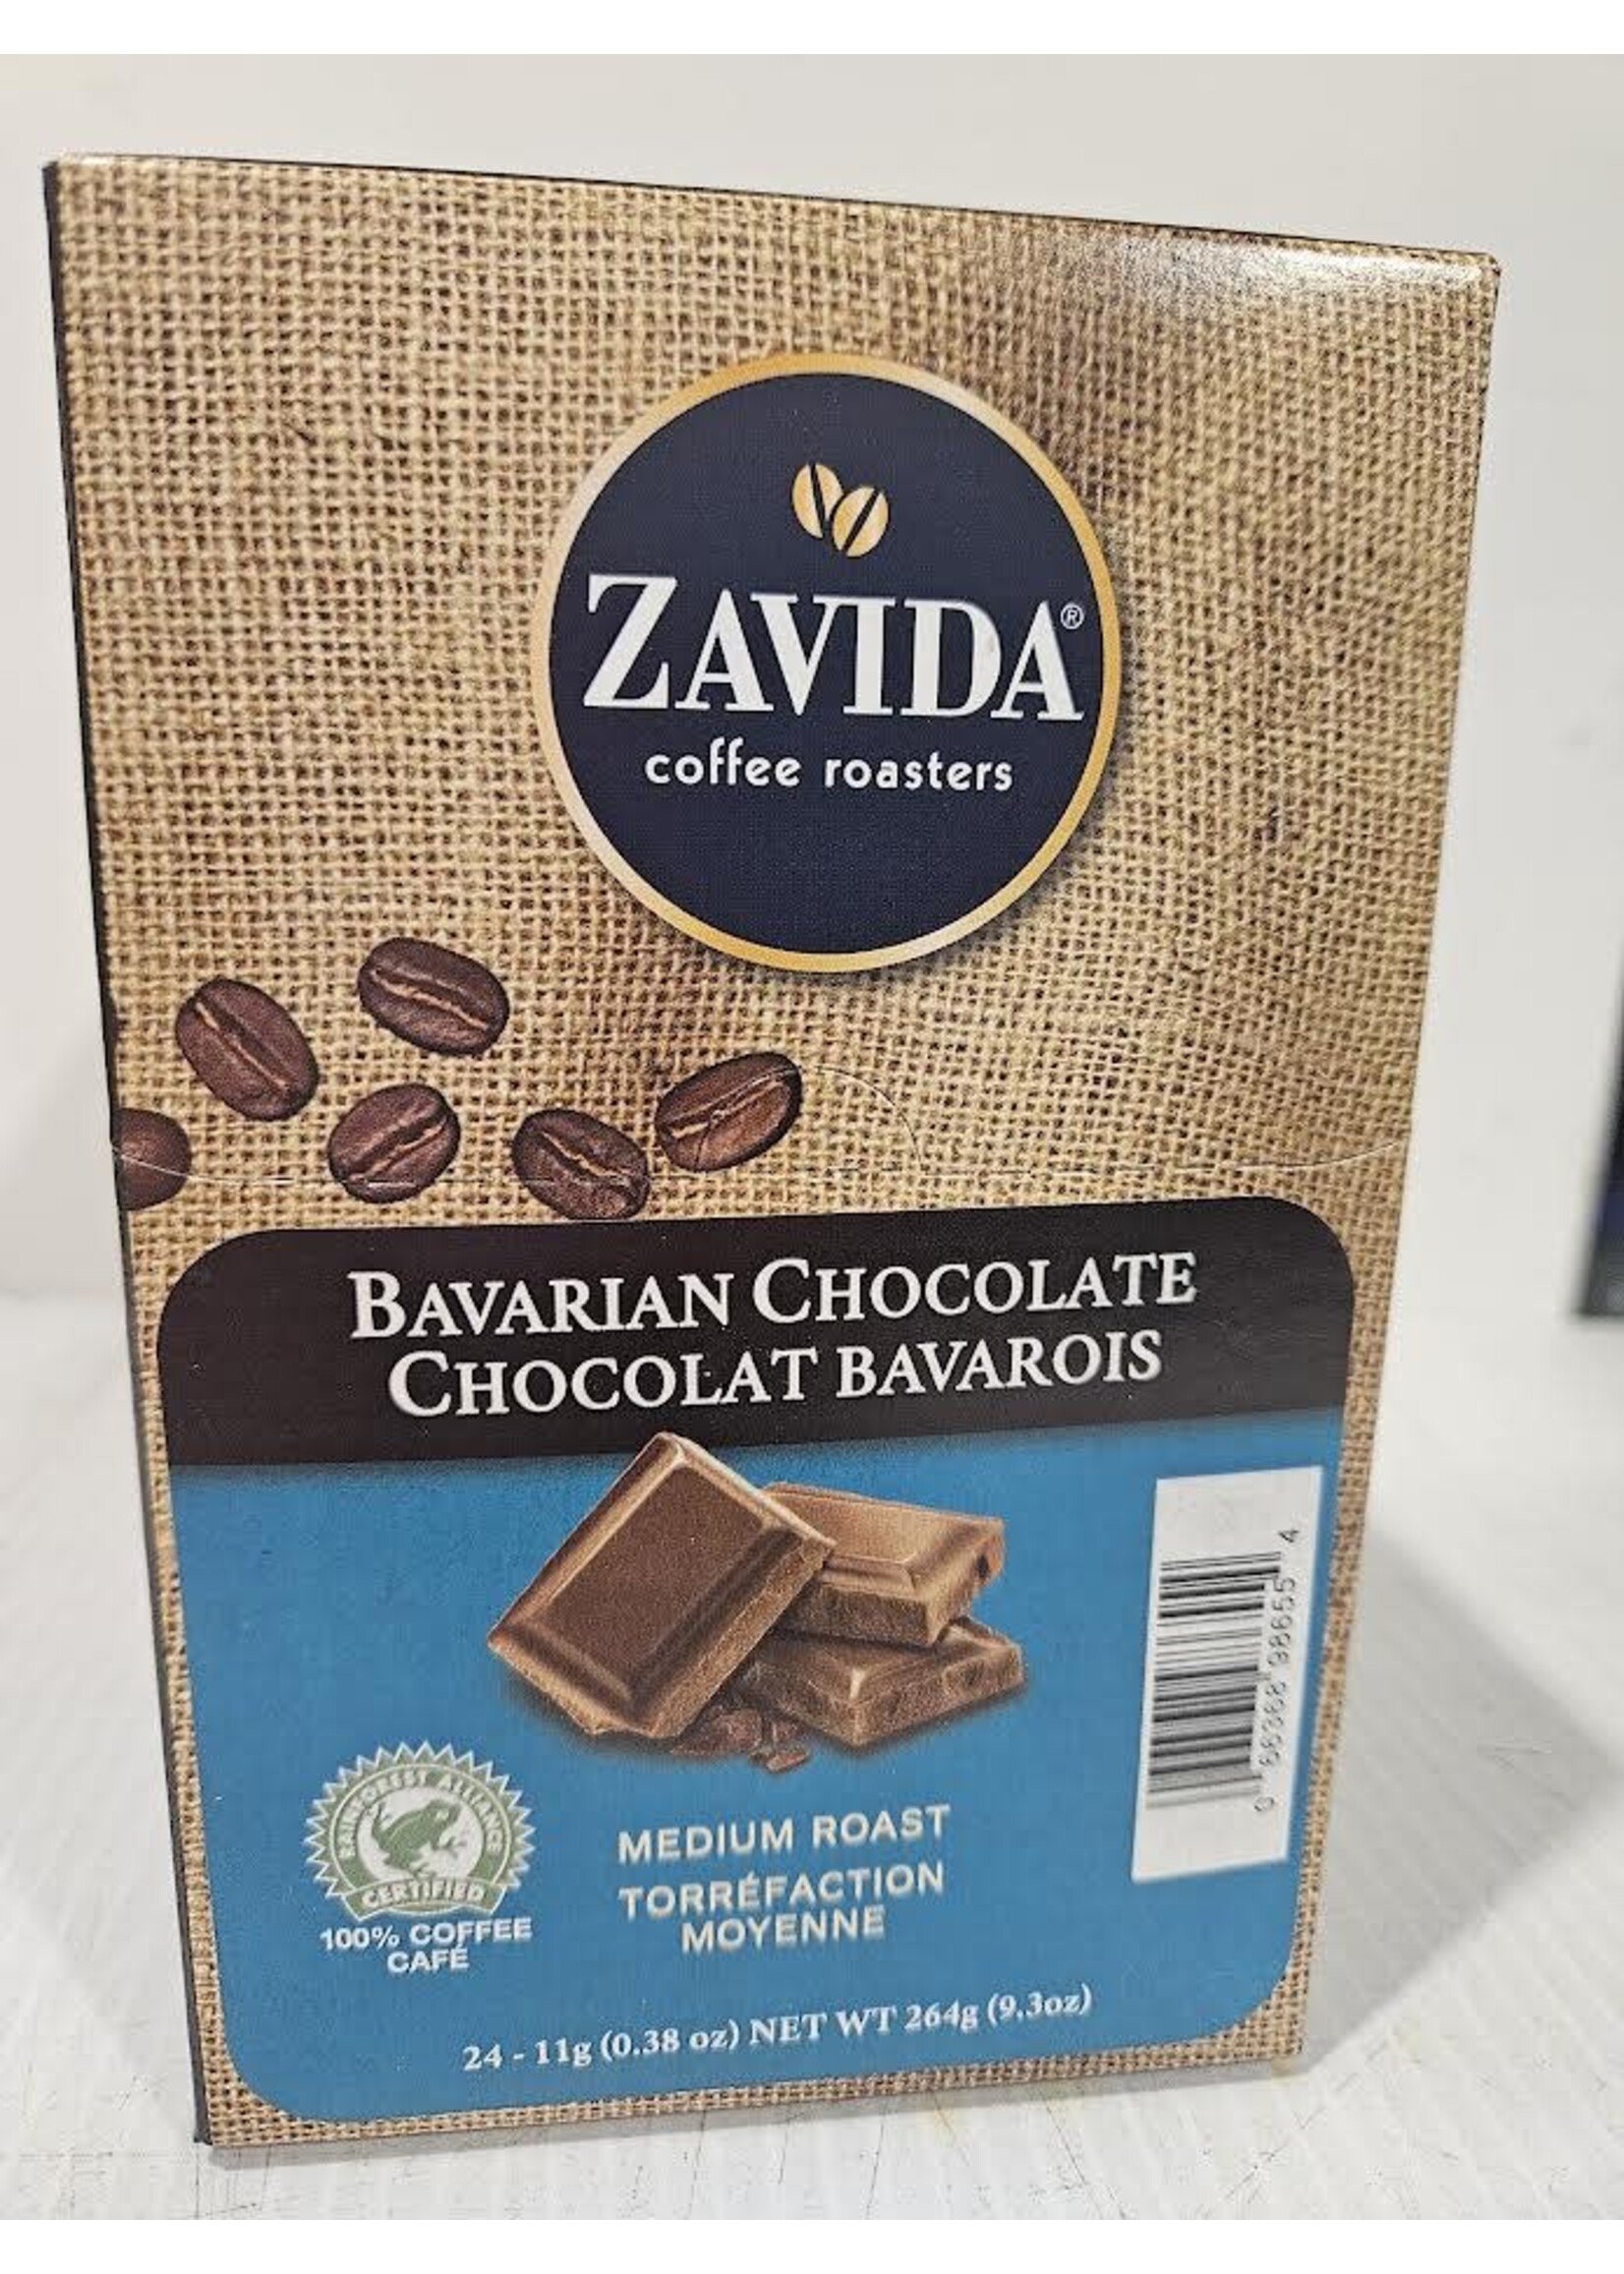 ZAVIDA®
coffee roasters
BAVARIAN CHOCOLATE
CHOCOLAT BAVAROIS
RAINFOREST ALLIANCE
CERTIFIED
100% COFFEE
CAFÉ
MEDIUM ROAST
TORRÉFACTION
MOYENNE
24 - 11g (0.38 oz) NET WT 264g (9.3oz)